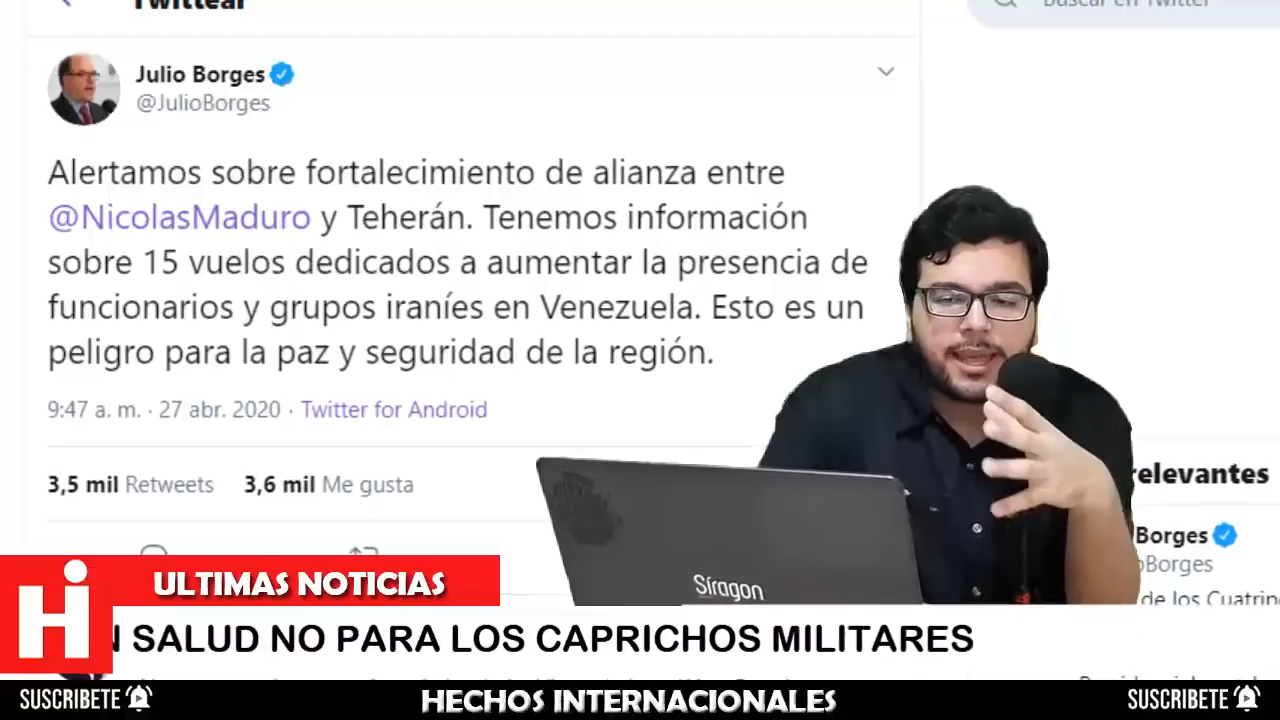 Twittear
Buscar en Twitter
Julio Borges
@JulioBorges
Alertamos sobre fortalecimiento de alianza entre
@NicolasMaduro y Teherán. Tenemos información
sobre 15 vuelos dedicados a aumentar la presencia de
funcionarios y grupos iraníes en Venezuela. Esto es un
peligro para la paz y seguridad de la región.
9:47 a. m. · 27 abr. 2020 · Twitter for Android
3,5 mil Retweets 3,6 mil Me gusta
relevantes
Borges
oBorges
de los Cuatrin
Síragon
Hi
ULTIMAS NOTICIAS
N SALUD NO PARA LOS CAPRICHOS MILITARES
SUSCRIBETE
HECHOS INTERNACIONALES
SUSCRIBETE